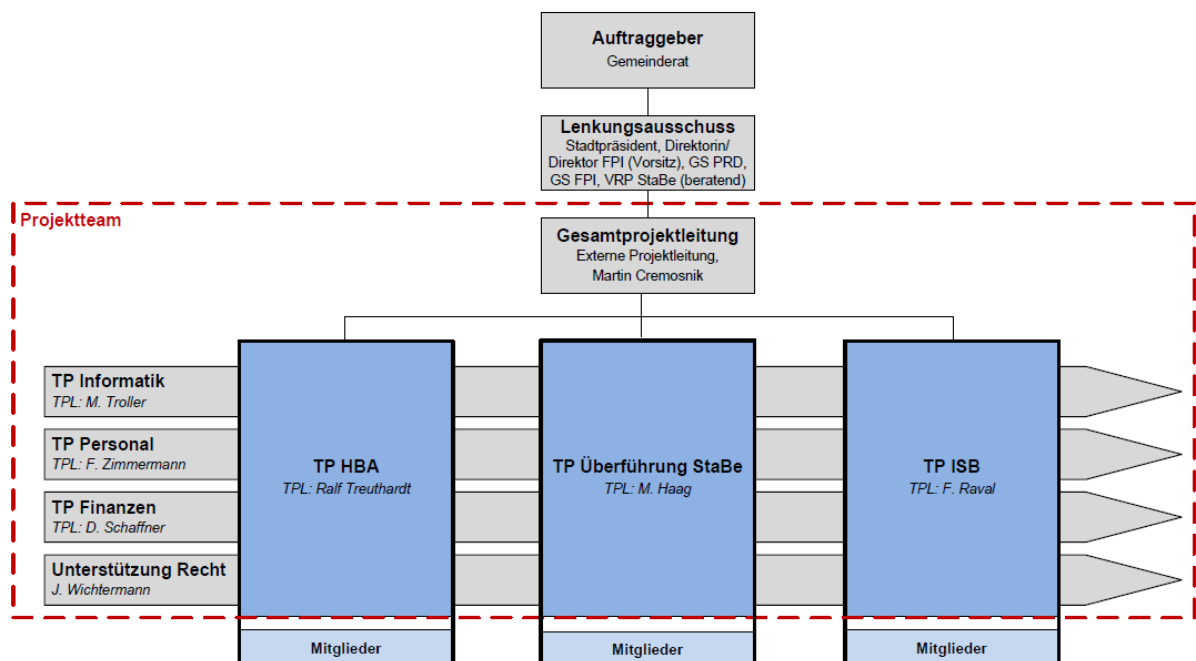 Auftraggeber
Gemeinderat
Lenkungsausschuss
Stadtpräsident, Direktorin/
Direktor FPI (Vorsitz), GS PRD,
GS FPI, VRP StaBe (beratend)
Projektteam
Gesamtprojektleitung
Externe Projektleitung,
Martin Cremosnik
TP Informatik
TPL: M. Troller
TP Personal
TPL: F. Zimmermann
TP Finanzen
TPL: D. Schaffner
Unterstützung Recht
J. Wichtermann
TP HBA
TPL: Ralf Treuthardt
TP Überführung StaBe
TPL: M. Haag
TP ISB
TPL: F. Raval
Mitglieder
Mitglieder
Mitglieder